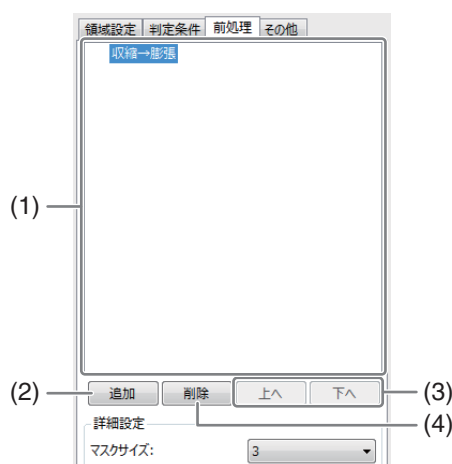 領域設定 判定条件 前処理 その他
収縮→膨張
(1)
(2) 追加 削除 上へ 下へ (3)
(4)
詳細設定
マスクサイズ: 3